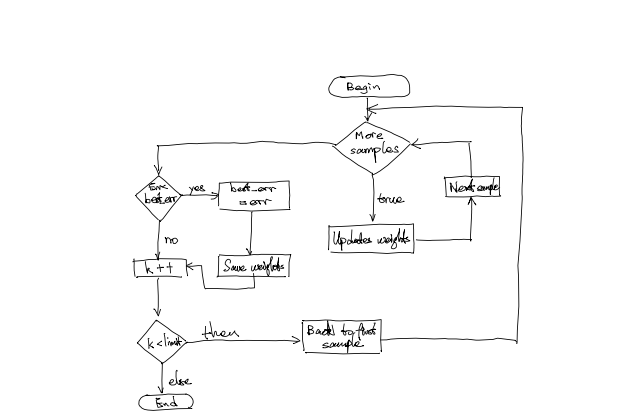 Begin
More
samples
Err<
best_err
yes
best_err
= err
true
Next sample
Updates weights
no
k++
Save weights
k<limit
then
Back to first
sample
else
End